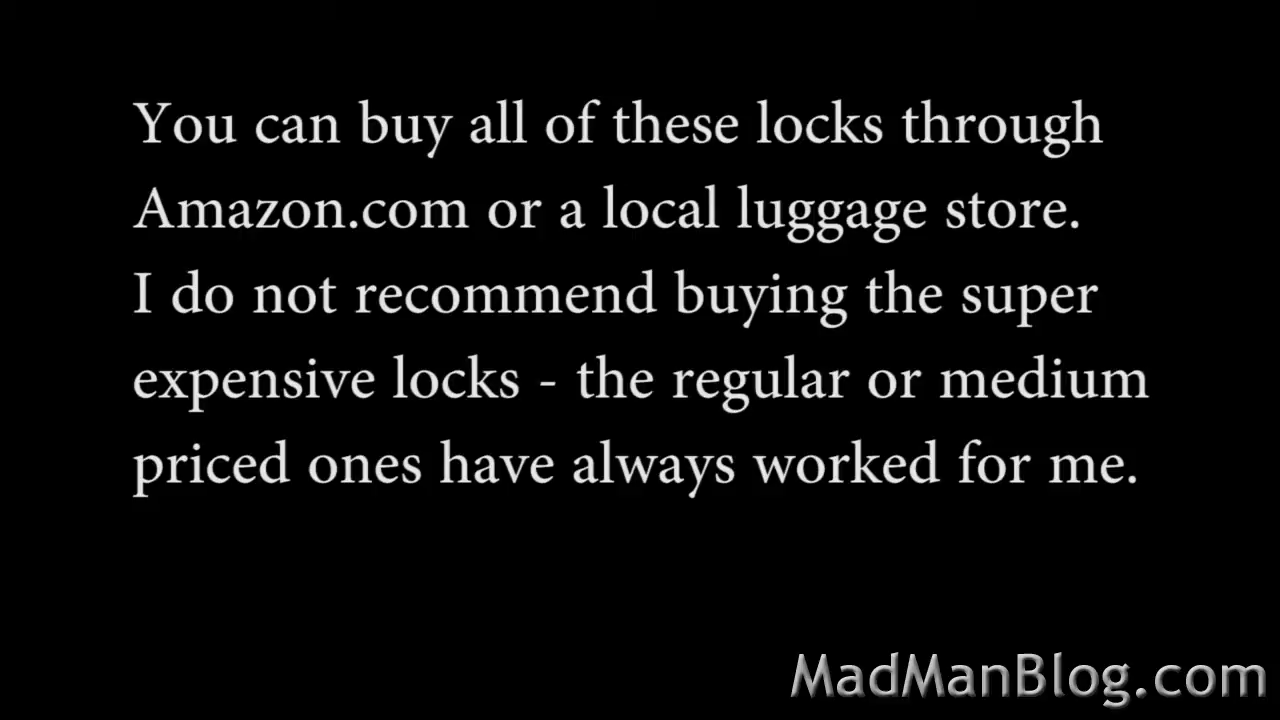 You can buy all of these locks through
Amazon.com or a local luggage store.
I do not recommend buying the super
expensive locks - the regular or medium
priced ones have always worked for me.
MadManBlog.com